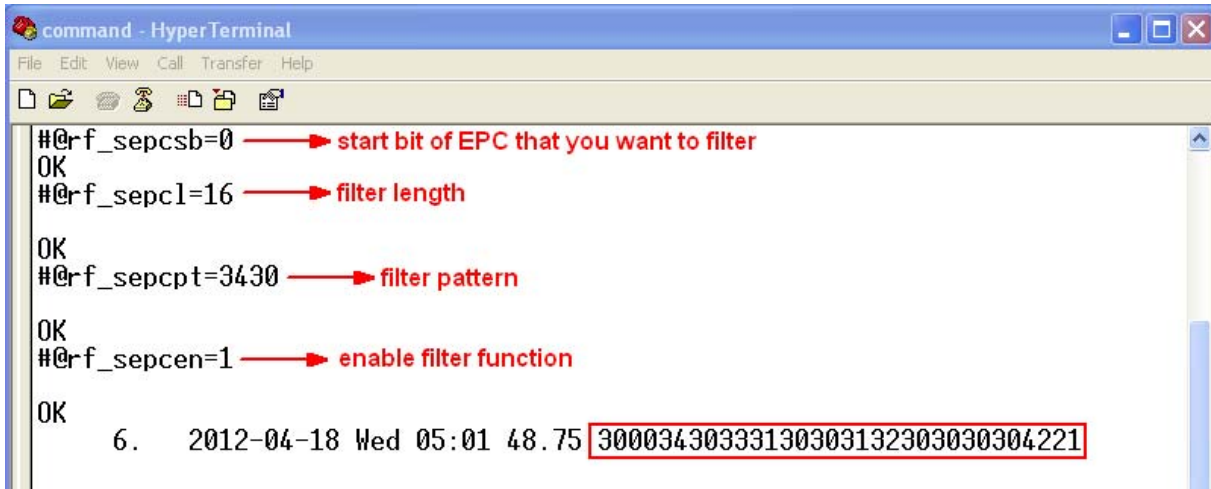 command - HyperTerminal
File Edit View Call Transfer Help
#@rf_sepcsb=0 start bit of EPC that you want to filter
OK
#@rf_sepcl=16 filter length
OK
#@rf_sepcpt=3430 filter pattern
OK
#@rf_sepcen=1 enable filter function
OK
6. 2012-04-18 Wed 05:01 48.75 3000343033313030313230303030304221